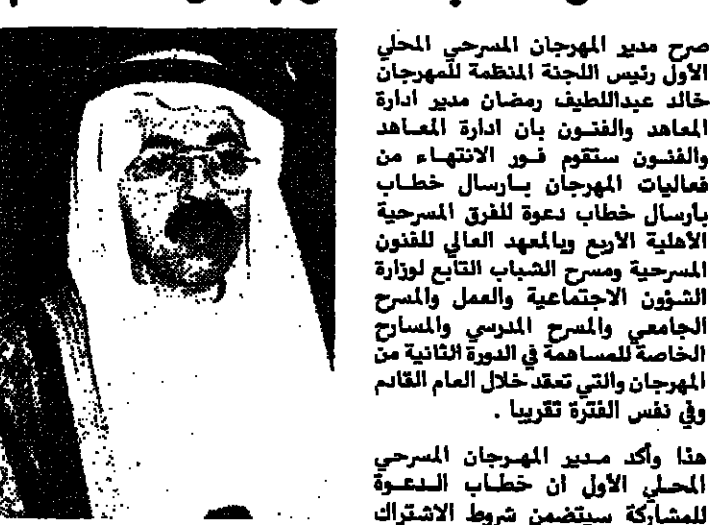 صرح مدير المهرجان المسرحي المحلي
الأول رئيس اللجنة المنظمة للمهرجان
خالد عبداللطيف رمضان مدير ادارة
المعاهد والفنون بان ادارة المعاهد
والفنون ستقوم فور الانتهاء من
فعاليات المهرجان بارسال خطاب
بأرسال خطاب دعوة للفرق المسرحية
الأهلية الأربع وبالمعهد العالي للفنون
المسرحية ومسرح الشباب التابع لوزارة
الشؤون الاجتماعية والعمل والمسرح
الجامعي والمسرح المدرسي والمسارح
الخاصة للمساهمة في الدورة الثانية من
المهرجان والتي تعقد خلال العام القادم
وفي نفس الفترة تقريبا .
هذا وأكد مدير المهرجان المسرحي
المحلي الأول ان خطاب الدعوة
للمشاركة سيتضمن شروط الاشتراك